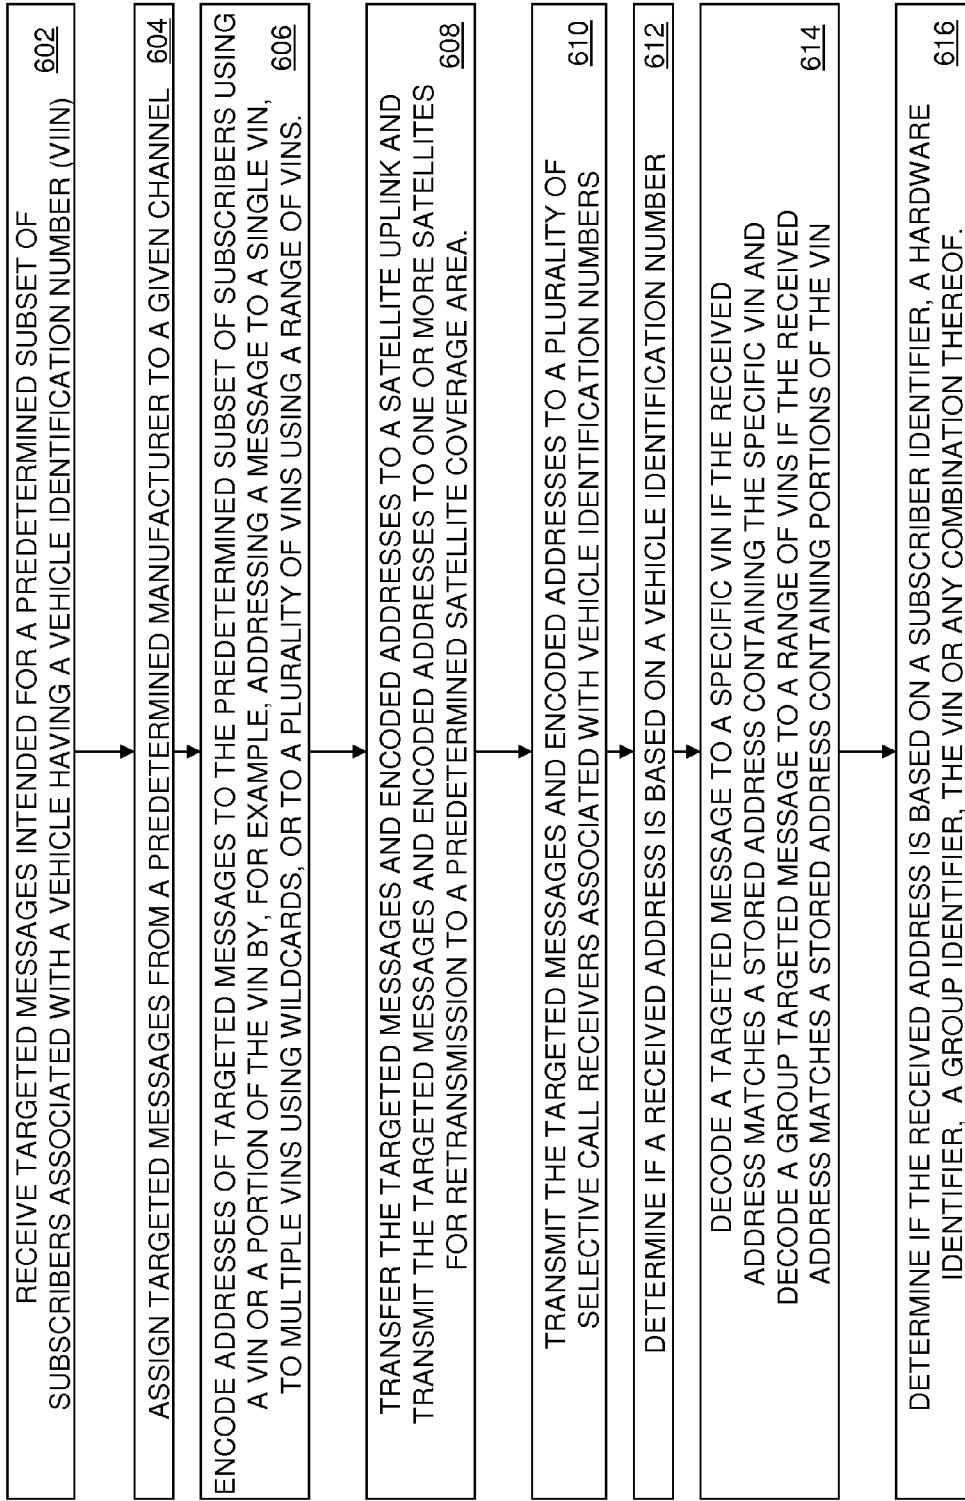 RECEIVE TARGETED MESSAGES INTENDED FOR A PREDETERMINED SUBSET OF
SUBSCRIBERS ASSOCIATED WITH A VEHICLE HAVING A VEHICLE IDENTIFICATION NUMBER (VIIN)
602
ASSIGN TARGETED MESSAGES FROM A PREDETERMINED MANUFACTURER TO A GIVEN CHANNEL 604
ENCODE ADDRESSES OF TARGETED MESSAGES TO THE PREDETERMINED SUBSET OF SUBSCRIBERS USING
A VIN OR A PORTION OF THE VIN BY, FOR EXAMPLE, ADDRESSING A MESSAGE TO A SINGLE VIN,
TO MULTIPLE VINS USING WILDCARDS, OR TO A PLURALITY OF VINS USING A RANGE OF VINS.
606
TRANSFER THE TARGETED MESSAGES AND ENCODED ADDRESSES TO A SATELLITE UPLINK AND
TRANSMIT THE TARGETED MESSAGES AND ENCODED ADDRESSES TO ONE OR MORE SATELLITES
FOR RETRANSMISSION TO A PREDETERMINED SATELLITE COVERAGE AREA.
608
TRANSMIT THE TARGETED MESSAGES AND ENCODED ADDRESSES TO A PLURALITY OF
SELECTIVE CALL RECEIVERS ASSOCIATED WITH VEHICLE IDENTIFICATION NUMBERS
610
DETERMINE IF A RECEIVED ADDRESS IS BASED ON A VEHICLE IDENTIFICATION NUMBER 612
DECODE A TARGETED MESSAGE TO A SPECIFIC VIN IF THE RECEIVED
ADDRESS MATCHES A STORED ADDRESS CONTAINING THE SPECIFIC VIN AND
DECODE A GROUP TARGETED MESSAGE TO A RANGE OF VINS IF THE RECEIVED
ADDRESS MATCHES A STORED ADDRESS CONTAINING PORTIONS OF THE VIN
614
DETERMINE IF THE RECEIVED ADDRESS IS BASED ON A SUBSCRIBER IDENTIFIER, A HARDWARE
IDENTIFIER, A GROUP IDENTIFIER, THE VIN OR ANY COMBINATION THEREOF.
616